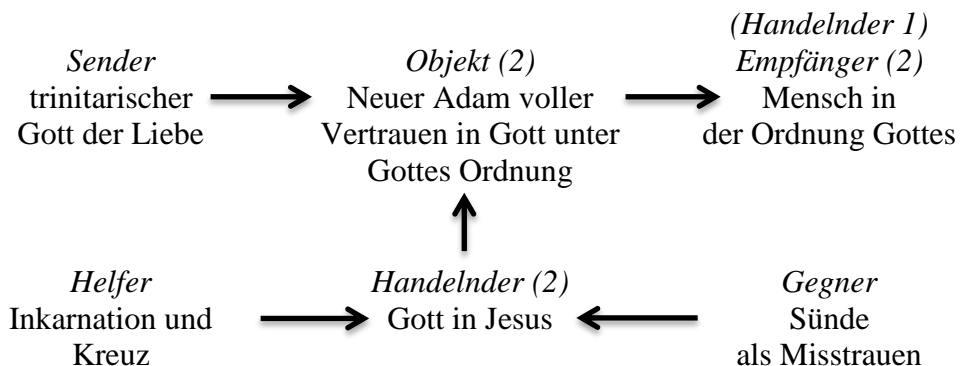 Sender
trinitarischer
Gott der Liebe
Objekt (2)
Neuer Adam voller
Vertrauen in Gott unter
Gottes Ordnung
(Handelnder 1)
Empfänger (2)
Mensch in
der Ordnung Gottes
Helfer
Inkarnation und
Kreuz
Handelnder (2)
Gott in Jesus
Gegner
Sünde
als Misstrauen